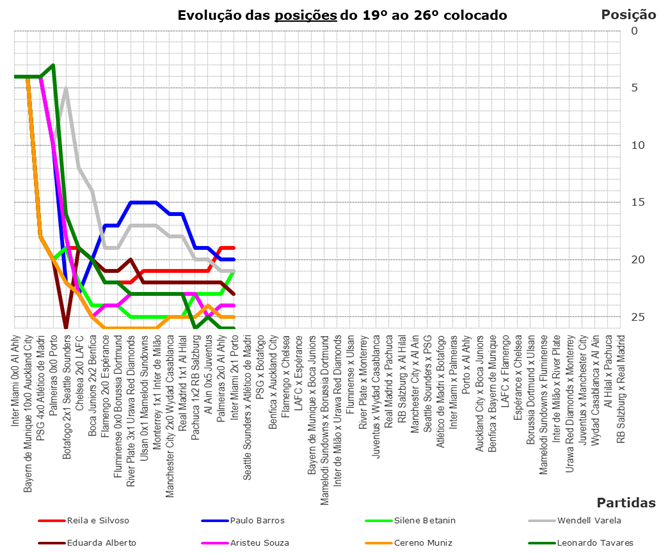 Evolução das posições do 19º ao 26º colocado
Posição
0
5
10
15
20
25
Inter Miami 0x0 Al Ahly
Bayern de Munique 10x0 Auckland City
PSG 4x0 Atlético de Madri
Palmeiras 0x0 Porto
Botafogo 2x1 Seattle Sounders
Chelsea 2x0 LAFC
Boca Juniors 2x2 Benfica
Flamengo 2x0 Espérance
Fluminense 0x0 Borussia Dortmund
River Plate 3x1 Urawa Red Diamonds
Ulsan 0x1 Mamelodi Sundowns
Monterrey 1x1 Inter de Milão
Manchester City 2x0 Wydad Casablanca
Real Madrid 1x1 Al Hilal
Pachuca 1x2 RB Salzburg
Al Ain 0x5 Juventus
Palmeiras 2x0 Al Ahly
Inter Miami 2x1 Porto
Seattle Sounders x Atlético de Madri
PSG x Botafogo
Benfica x Auckland City
Flamengo x Chelsea
LAFC x Espérance
Bayern de Munique x Boca Juniors
Mamelodi Sundowns x Borussia Dortmund
Inter de Milão x Urawa Red Diamonds
Fluminense x Ulsan
River Plate x Monterrey
Juventus x Wydad Casablanca
Real Madrid x Pachuca
RB Salzburg x Al Hilal
Manchester City x Al Ain
Seattle Sounders x PSG
Atlético de Madri x Botafogo
Inter Miami x Palmeiras
Porto x Al Ahly
Auckland City x Boca Juniors
Benfica x Bayern de Munique
LAFC x Flamengo
Espérance x Chelsea
Borussia Dortmund x Ulsan
Mamelodi Sundowns x Fluminense
Inter de Milão x River Plate
Urawa Red Diamonds x Monterrey
Juventus x Manchester City
Wydad Casablanca x Al Ain
Al Hilal x Pachuca
RB Salzburg x Real Madrid
Partidas
Reila e Silvoso
Paulo Barros
Silene Betanin
Wendell Varela
Eduarda Alberto
Aristeu Souza
Cereno Muniz
Leonardo Tavares